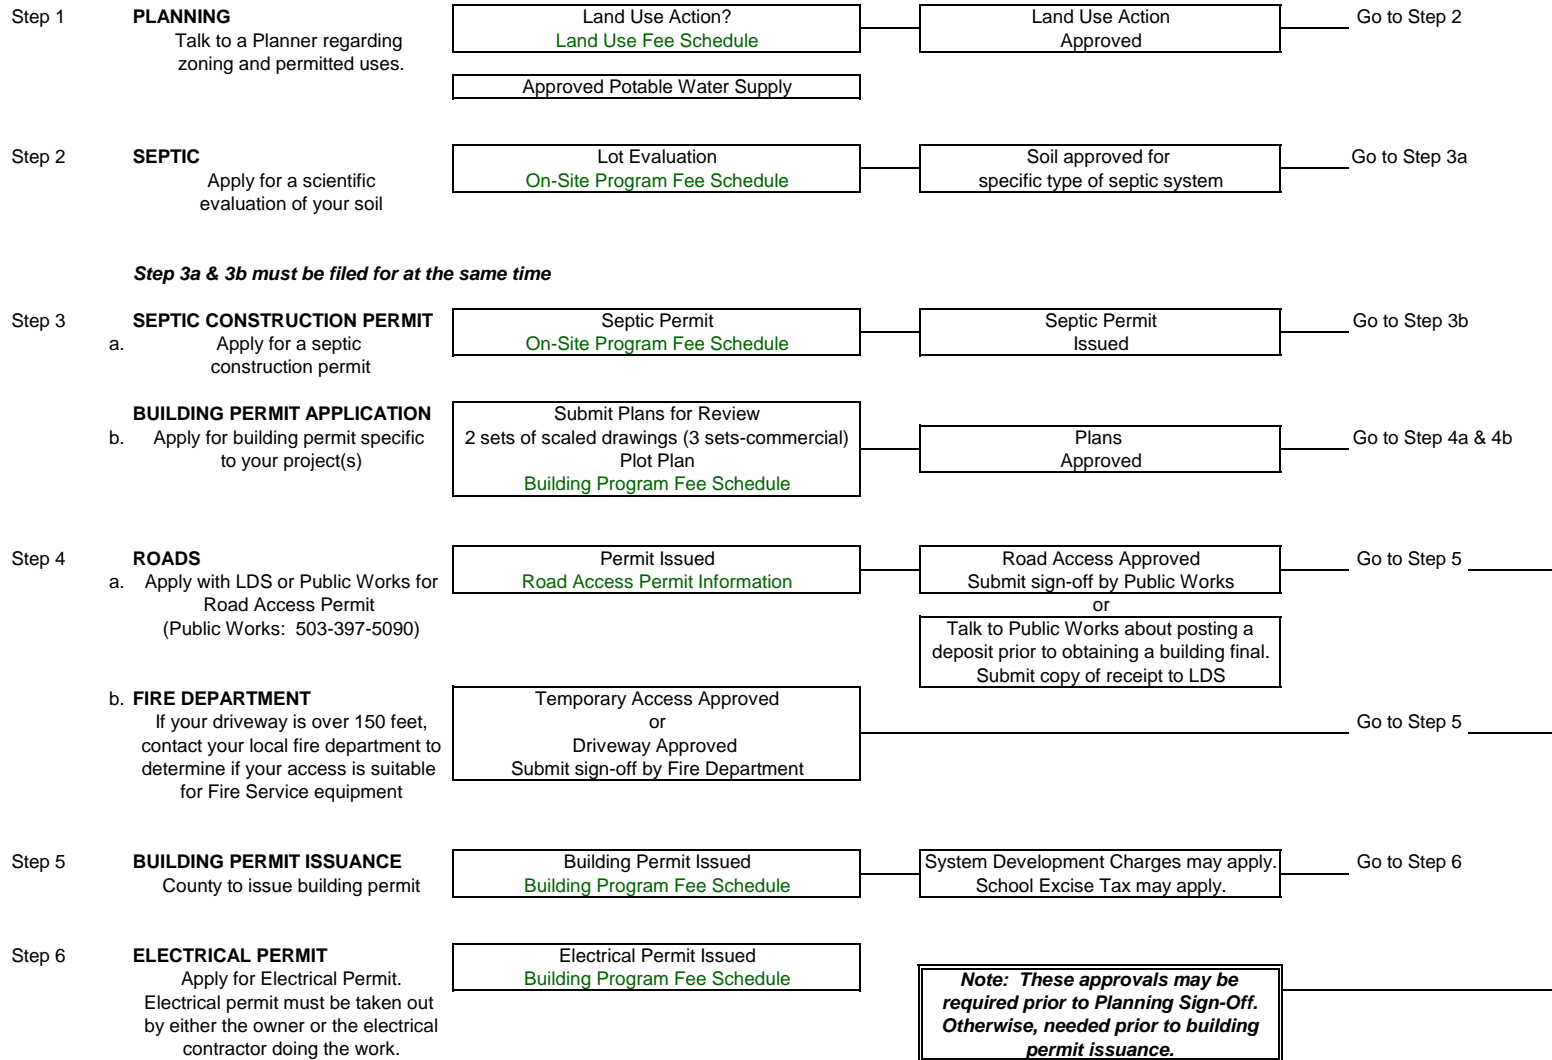 Step 1
PLANNING
Talk to a Planner regarding
zoning and permitted uses.
Land Use Action?
Land Use Fee Schedule
Land Use Action
Approved
Go to Step 2
Approved Potable Water Supply
Step 2
SEPTIC
Apply for a scientific
evaluation of your soil
Lot Evaluation
On-Site Program Fee Schedule
Soil approved for
specific type of septic system
Go to Step 3a
Step 3a & 3b must be filed for at the same time
Step 3
SEPTIC CONSTRUCTION PERMIT
a. Apply for a septic
construction permit
Septic Permit
On-Site Program Fee Schedule
Septic Permit
Issued
Go to Step 3b
BUILDING PERMIT APPLICATION
b. Apply for building permit specific
to your project(s)
Submit Plans for Review
2 sets of scaled drawings (3 sets-commercial)
Plot Plan
Building Program Fee Schedule
Plans
Approved
Go to Step 4a & 4b
Step 4
ROADS
a. Apply with LDS or Public Works for
Road Access Permit
(Public Works: 503-397-5090)
Permit Issued
Road Access Permit Information
Road Access Approved
Submit sign-off by Public Works
or
Talk to Public Works about posting a
deposit prior to obtaining a building final.
Submit copy of receipt to LDS
Go to Step 5
b. FIRE DEPARTMENT
If your driveway is over 150 feet,
contact your local fire department to
determine if your access is suitable
for Fire Service equipment
Temporary Access Approved
or
Driveway Approved
Submit sign-off by Fire Department
Go to Step 5
Step 5
BUILDING PERMIT ISSUANCE
County to issue building permit
Building Permit Issued
Building Program Fee Schedule
System Development Charges may apply.
School Excise Tax may apply.
Go to Step 6
Step 6
ELECTRICAL PERMIT
Apply for Electrical Permit.
Electrical permit must be taken out
by either the owner or the electrical
contractor doing the work.
Electrical Permit Issued
Building Program Fee Schedule
Note: These approvals may be
required prior to Planning Sign-Off.
Otherwise, needed prior to building
permit issuance.